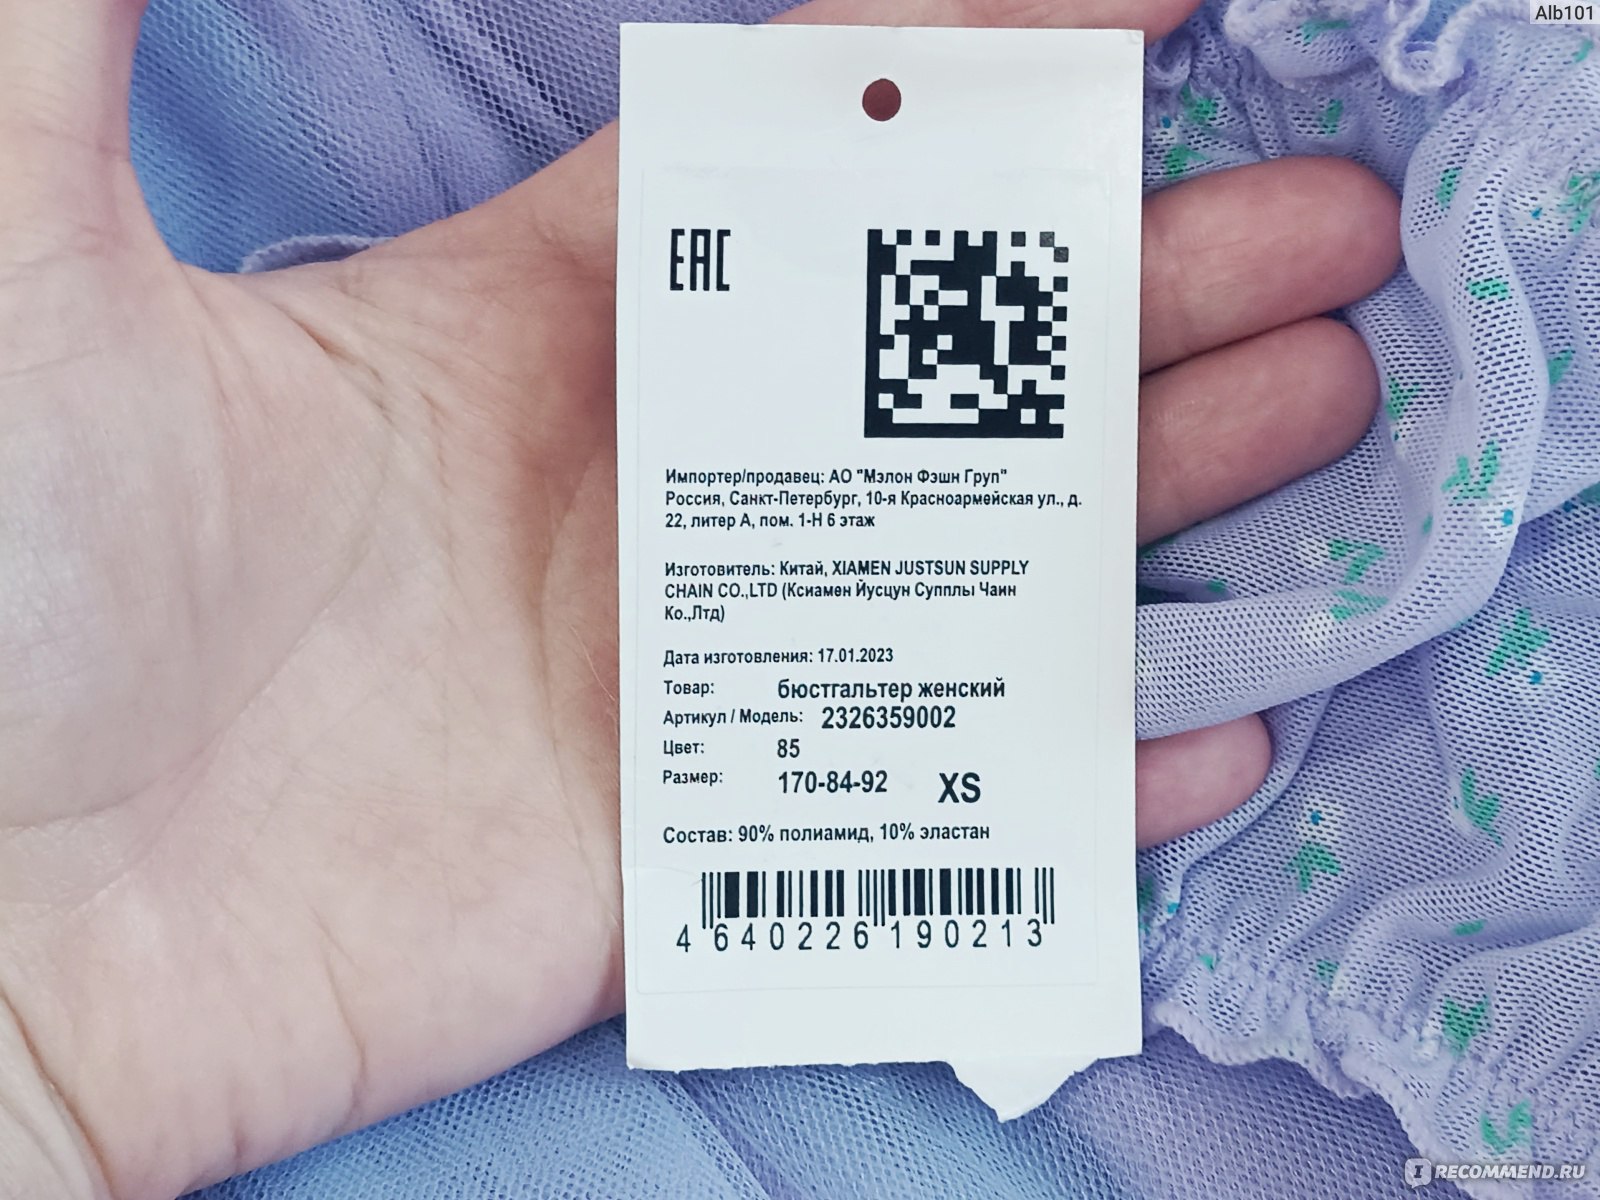 Alb101
EAC
Импортер/продавец: АО "Мэлон Фэшн Груп"
Россия, Санкт-Петербург, 10-я Красноармейская ул., д.
22, литер А, пом. 1-Н 6 этаж
Изготовитель: Китай, XIAMEN JUSTSUN SUPPLY
CHAIN CO.,LTD (Ксиамен Йусцун Супплы Чаин
Ко.,Лтд)
Дата изготовления: 17.01.2023
Товар: бюстгальтер женский
Артикул / Модель: 2326359002
Цвет: 85
Размер: 170-84-92 XS
Состав: 90% полиамид, 10% эластан
4 640226 190213
RECOMMEND.RU